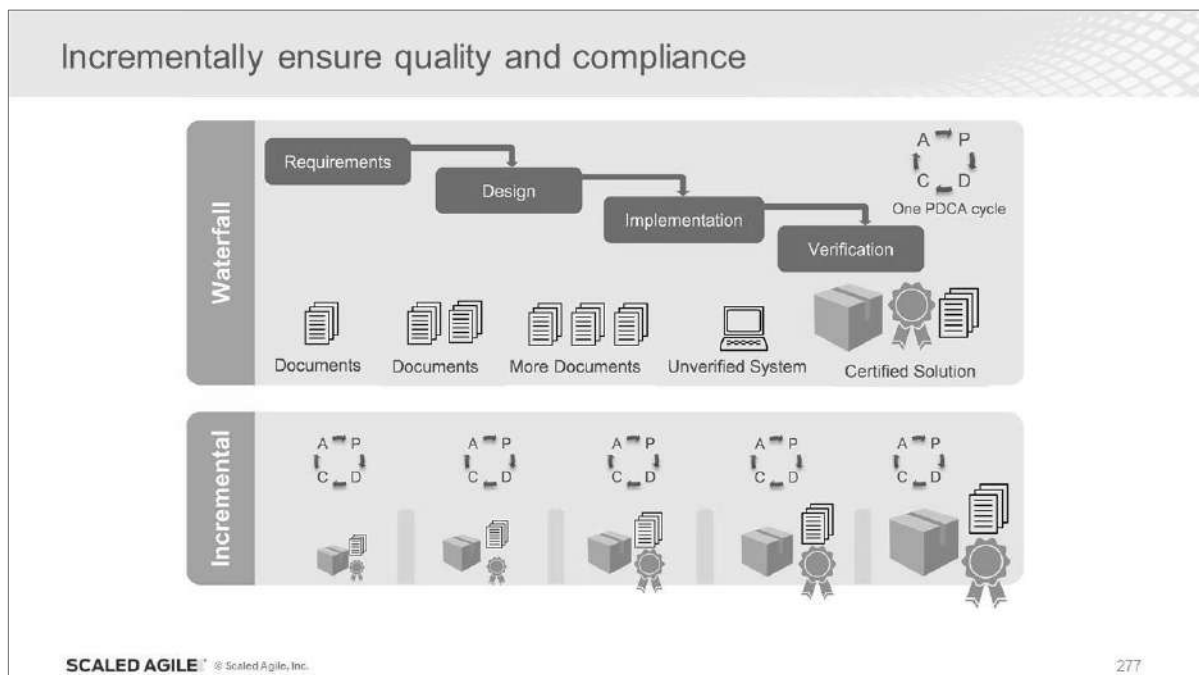 Incrementally ensure quality and compliance
Waterfall
Requirements
Design
Implementation
Verification
A P
C D
One PDCA cycle
Documents
Documents
More Documents
Unverified System
Certified Solution
Incremental
A P
C D
A P
C D
A P
C D
A P
C D
A P
C D
SCALED AGILE © Scaled Agile, Inc.
277